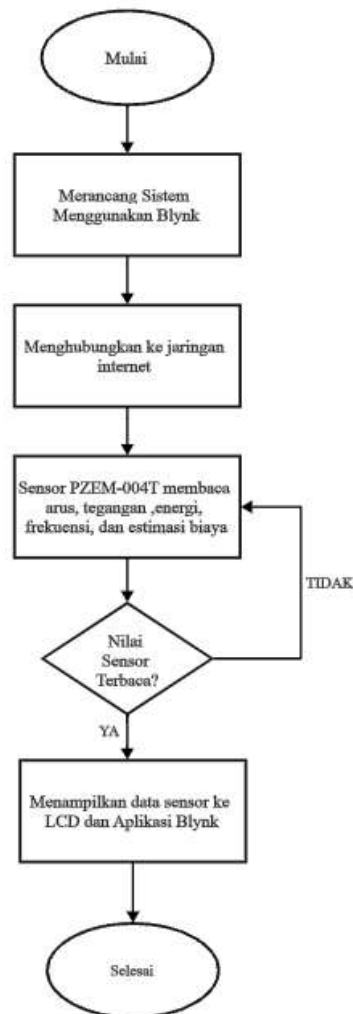 Mulai
Merancang Sistem
Menggunakan Blynk
Menghubungkan ke jaringan
internet
Sensor PZEM-004T membaca
arus, tegangan ,energi,
frekuensi, dan estimasi biaya
TIDAK
Nilai
Sensor
Terbaca?
YA
Menampilkan data sensor ke
LCD dan Aplikasi Blynk
Selesai